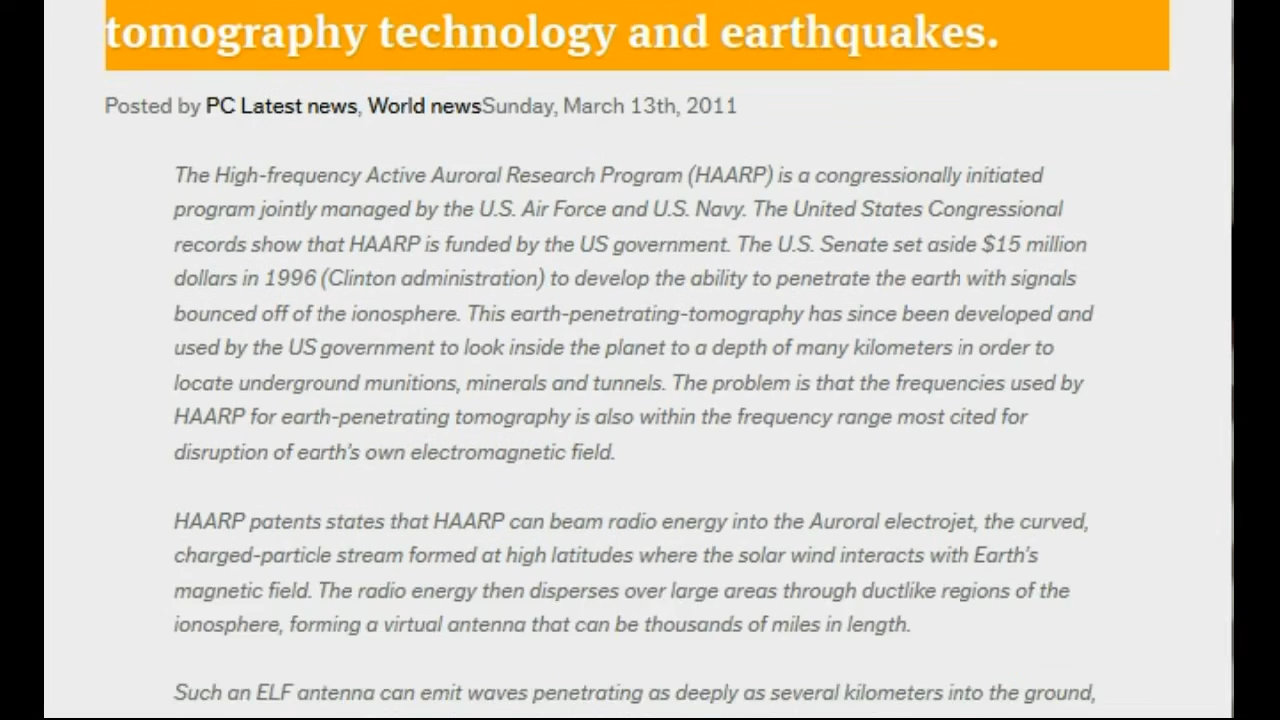 tomography technology and earthquakes.
Posted by PC Latest news, World newsSunday, March 13th, 2011
The High-frequency Active Auroral Research Program (HAARP) is a congressionally initiated
program jointly managed by the U.S. Air Force and U.S. Navy. The United States Congressional
records show that HAARP is funded by the US government. The U.S. Senate set aside $15 million
dollars in 1996 (Clinton administration) to develop the ability to penetrate the earth with signals
bounced off of the ionosphere. This earth-penetrating-tomography has since been developed and
used by the US government to look inside the planet to a depth of many kilometers in order to
locate underground munitions, minerals and tunnels. The problem is that the frequencies used by
HAARP for earth-penetrating tomography is also within the frequency range most cited for
disruption of earth's own electromagnetic field.
HAARP patents states that HAARP can beam radio energy into the Auroral electrojet, the curved,
charged-particle stream formed at high latitudes where the solar wind interacts with Earth's
magnetic field. The radio energy then disperses over large areas through ductlike regions of the
ionosphere, forming a virtual antenna that can be thousands of miles in length.
Such an ELF antenna can emit waves penetrating as deeply as several kilometers into the ground,